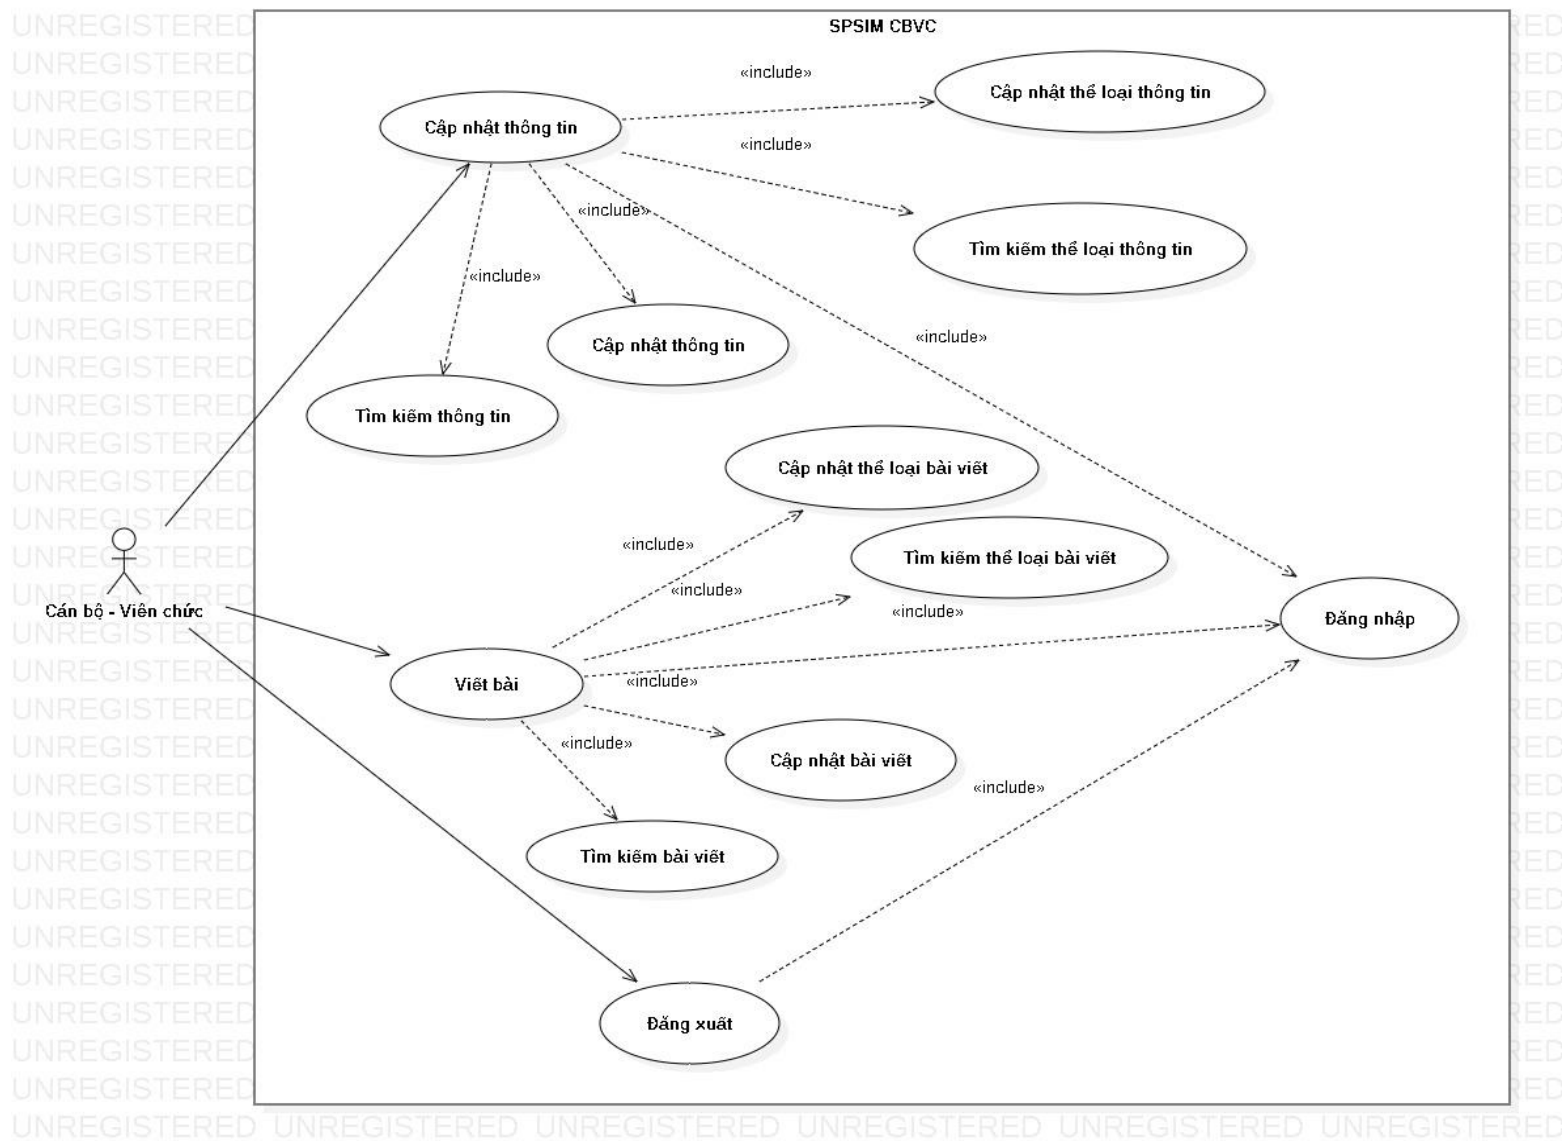 SPSIM CBVC
«include»
Cập nhật thể loại thông tin
Cập nhật thông tin
«include»
«include»
Tìm kiếm thể loại thông tin
«include»
«include»
Cập nhật thông tin
Tìm kiếm thông tin
Cập nhật thể loại bài viết
«include»
Tìm kiếm thể loại bài viết
«include»
Cán bộ - Viên chức
«include»
Đăng nhập
Viết bài
«include»
«include»
Cập nhật bài viết
«include»
Tìm kiếm bài viết
Đăng xuất
UNREGISTERED UNREGISTERED UNREGISTERED UNREGISTERED UNREGISTERED UNREGISTERED